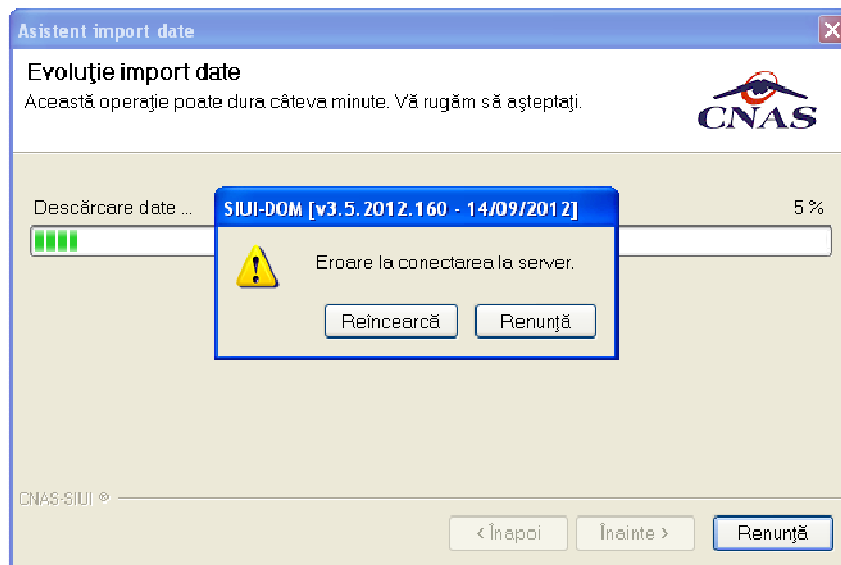 Asistent import date
Evoluţie import date
Această operaţie poate dura câteva minute. Vă rugăm să aşteptaţi.
CNAS
Descărcare date ...
5 %
SIUI-DOM [v3.5.2012.160 - 14/09/2012]
Eroare la conectarea la server.
Reîncearcă
Renunţă
CNAS-SIUI ®
< Înapoi
Înainte >
Renunţă